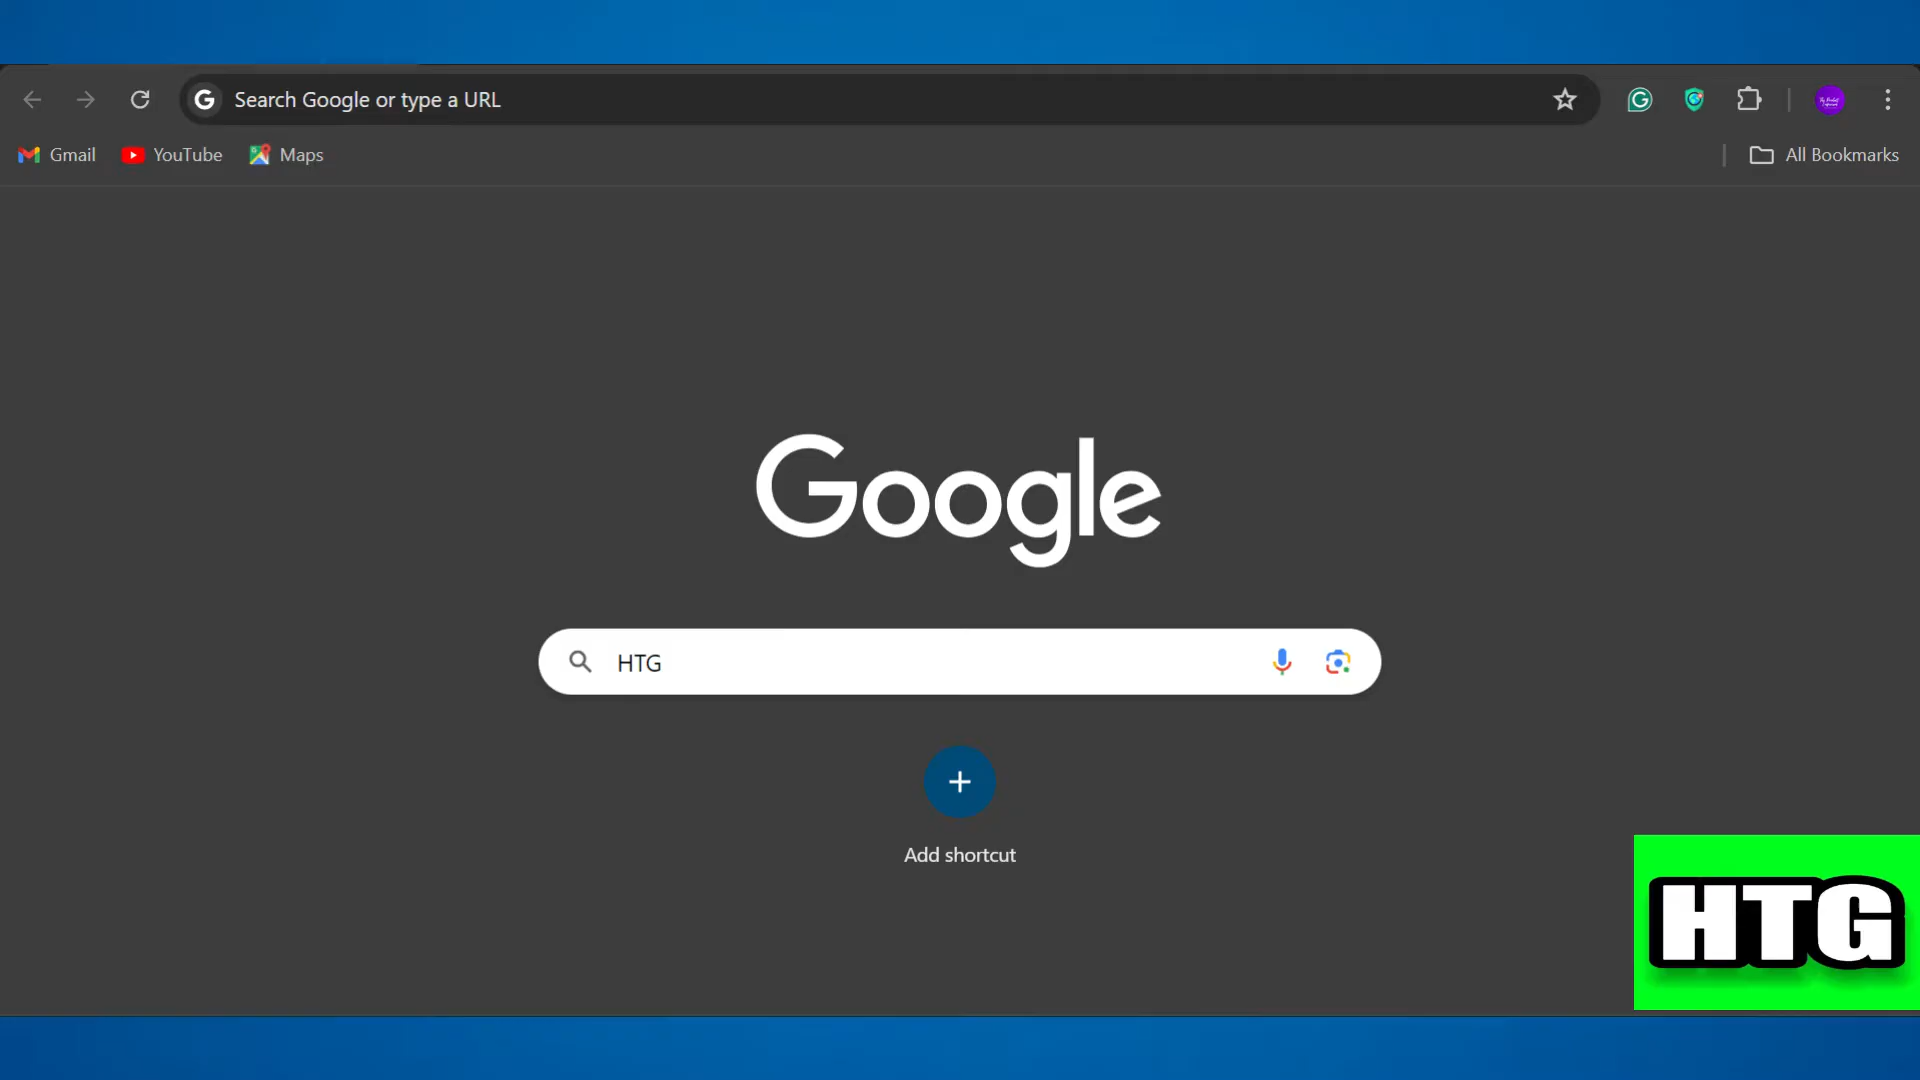 Search Google or type a URL
Gmail
YouTube
Maps
All Bookmarks
Google
HTG
Add shortcut
HTG